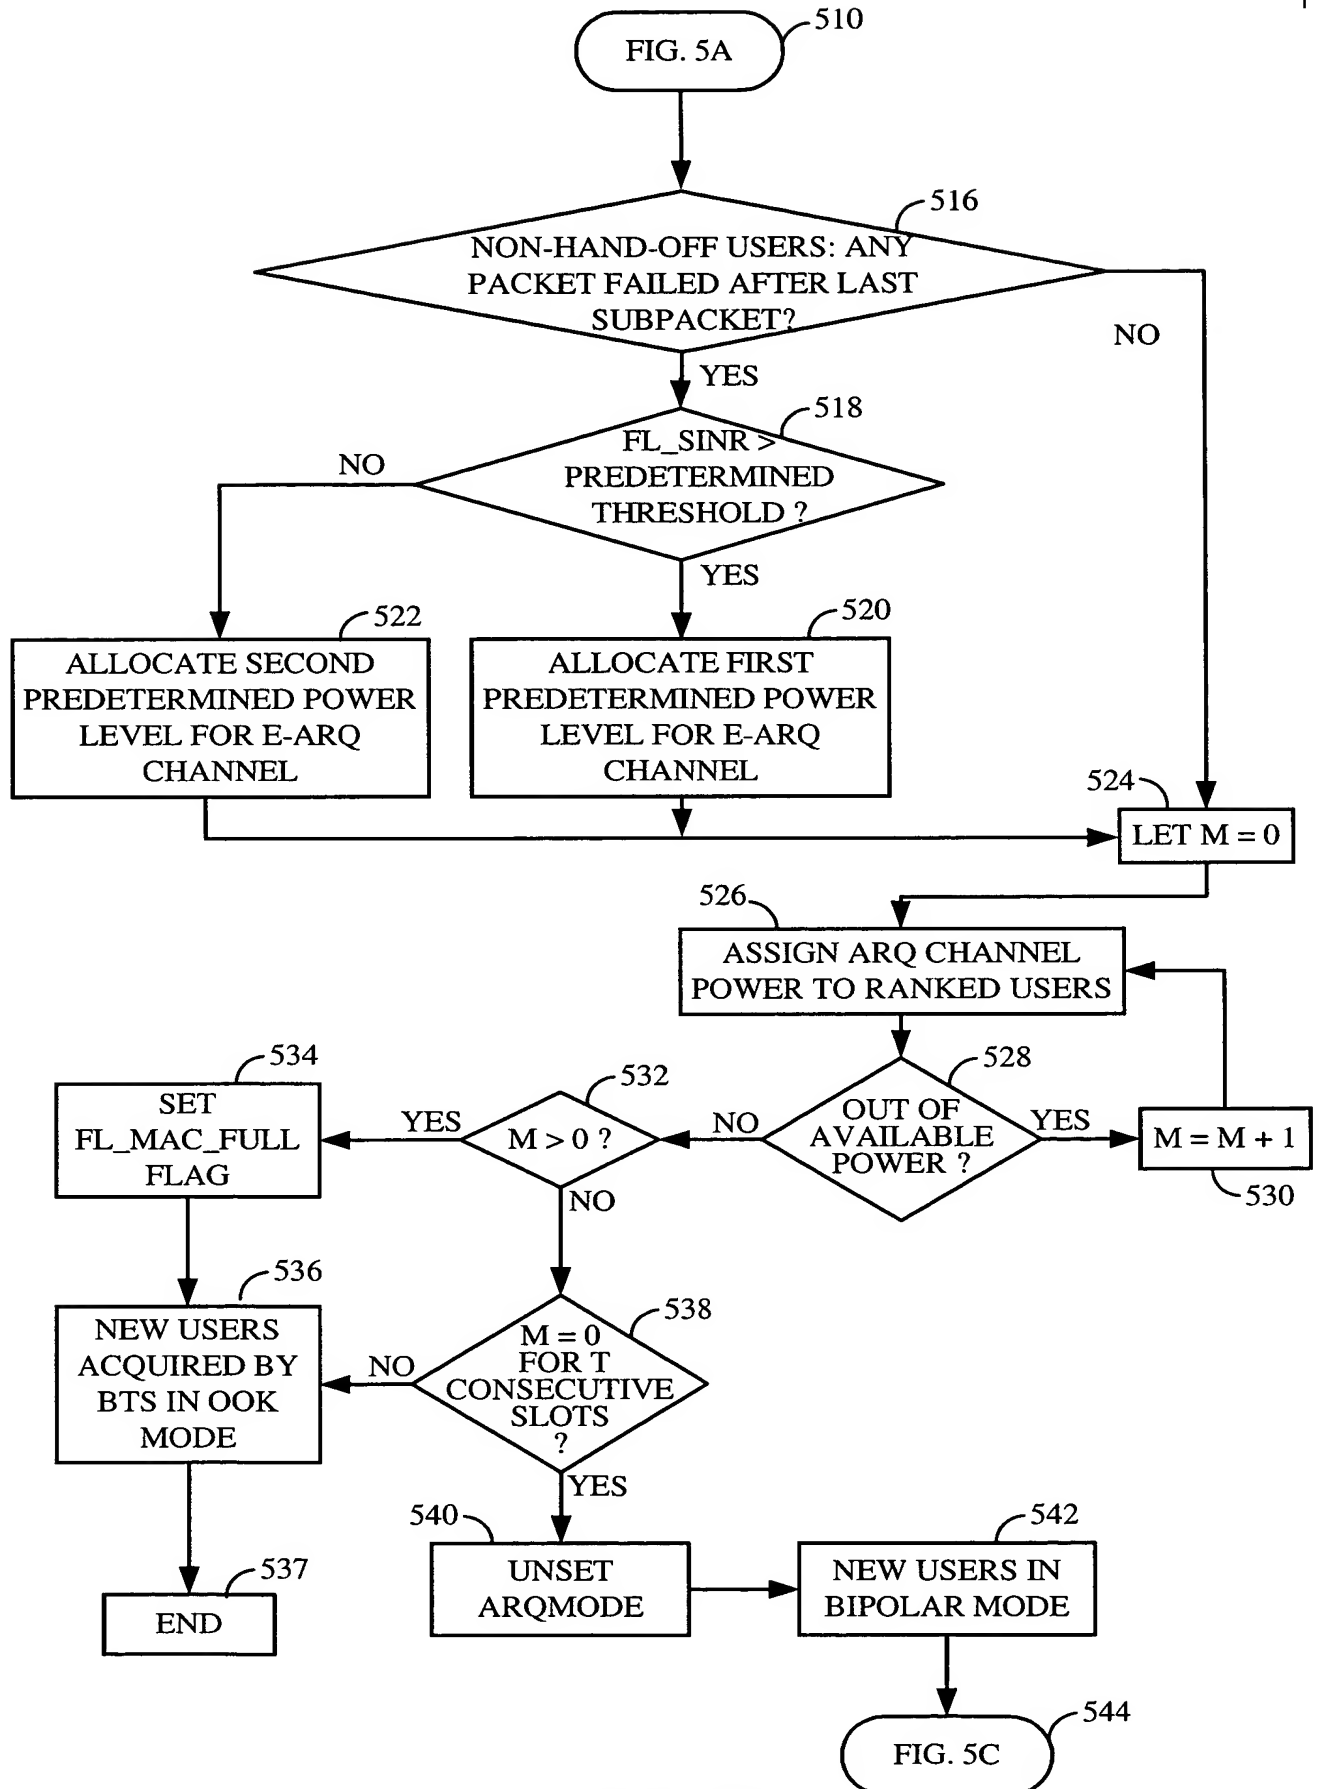 510
FIG. 5A
516
NON-HAND-OFF USERS: ANY
PACKET FAILED AFTER LAST
SUBPACKET?
NO
YES
518
FL_SINR >
PREDETERMINED
THRESHOLD ?
NO
YES
522
ALLOCATE SECOND
PREDETERMINED POWER
LEVEL FOR E-ARQ
CHANNEL
520
ALLOCATE FIRST
PREDETERMINED POWER
LEVEL FOR E-ARQ
CHANNEL
524
LET M = 0
526
ASSIGN ARQ CHANNEL
POWER TO RANKED USERS
528
OUT OF
AVAILABLE
POWER ?
YES
M = M + 1
530
NO
532
M > 0 ?
YES
534
SET
FL_MAC_FULL
FLAG
NO
536
NEW USERS
ACQUIRED BY
BTS IN OOK
MODE
538
M = 0
FOR T
CONSECUTIVE
SLOTS
?
NO
YES
537
END
540
UNSET
ARQMODE
542
NEW USERS IN
BIPOLAR MODE
544
FIG. 5C